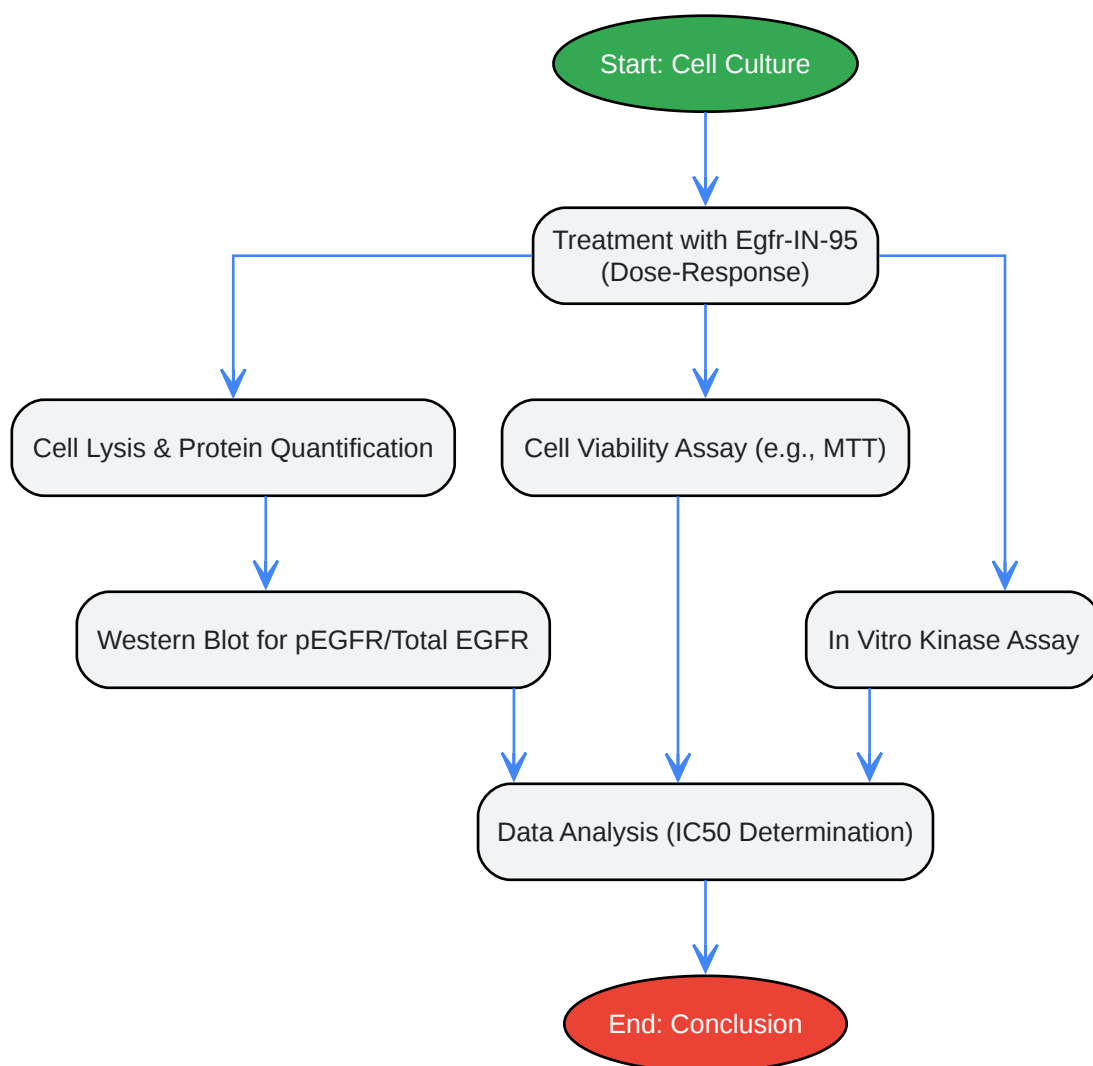 Start: Cell Culture
Treatment with Egfr-IN-95
(Dose-Response)
Cell Lysis & Protein Quantification
Cell Viability Assay (e.g., MTT)
Western Blot for pEGFR/Total EGFR
In Vitro Kinase Assay
Data Analysis (IC50 Determination)
End: Conclusion